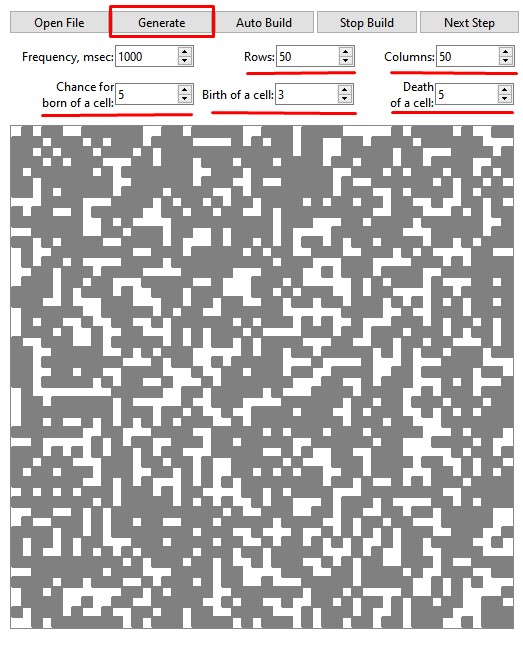 Open File Generate Auto Build Stop Build Next Step
Frequency, msec: 1000 Rows: 50 Columns: 50
Chance for
born of a cell: 5 Birth of a cell: 3 Death
of a cell: 5